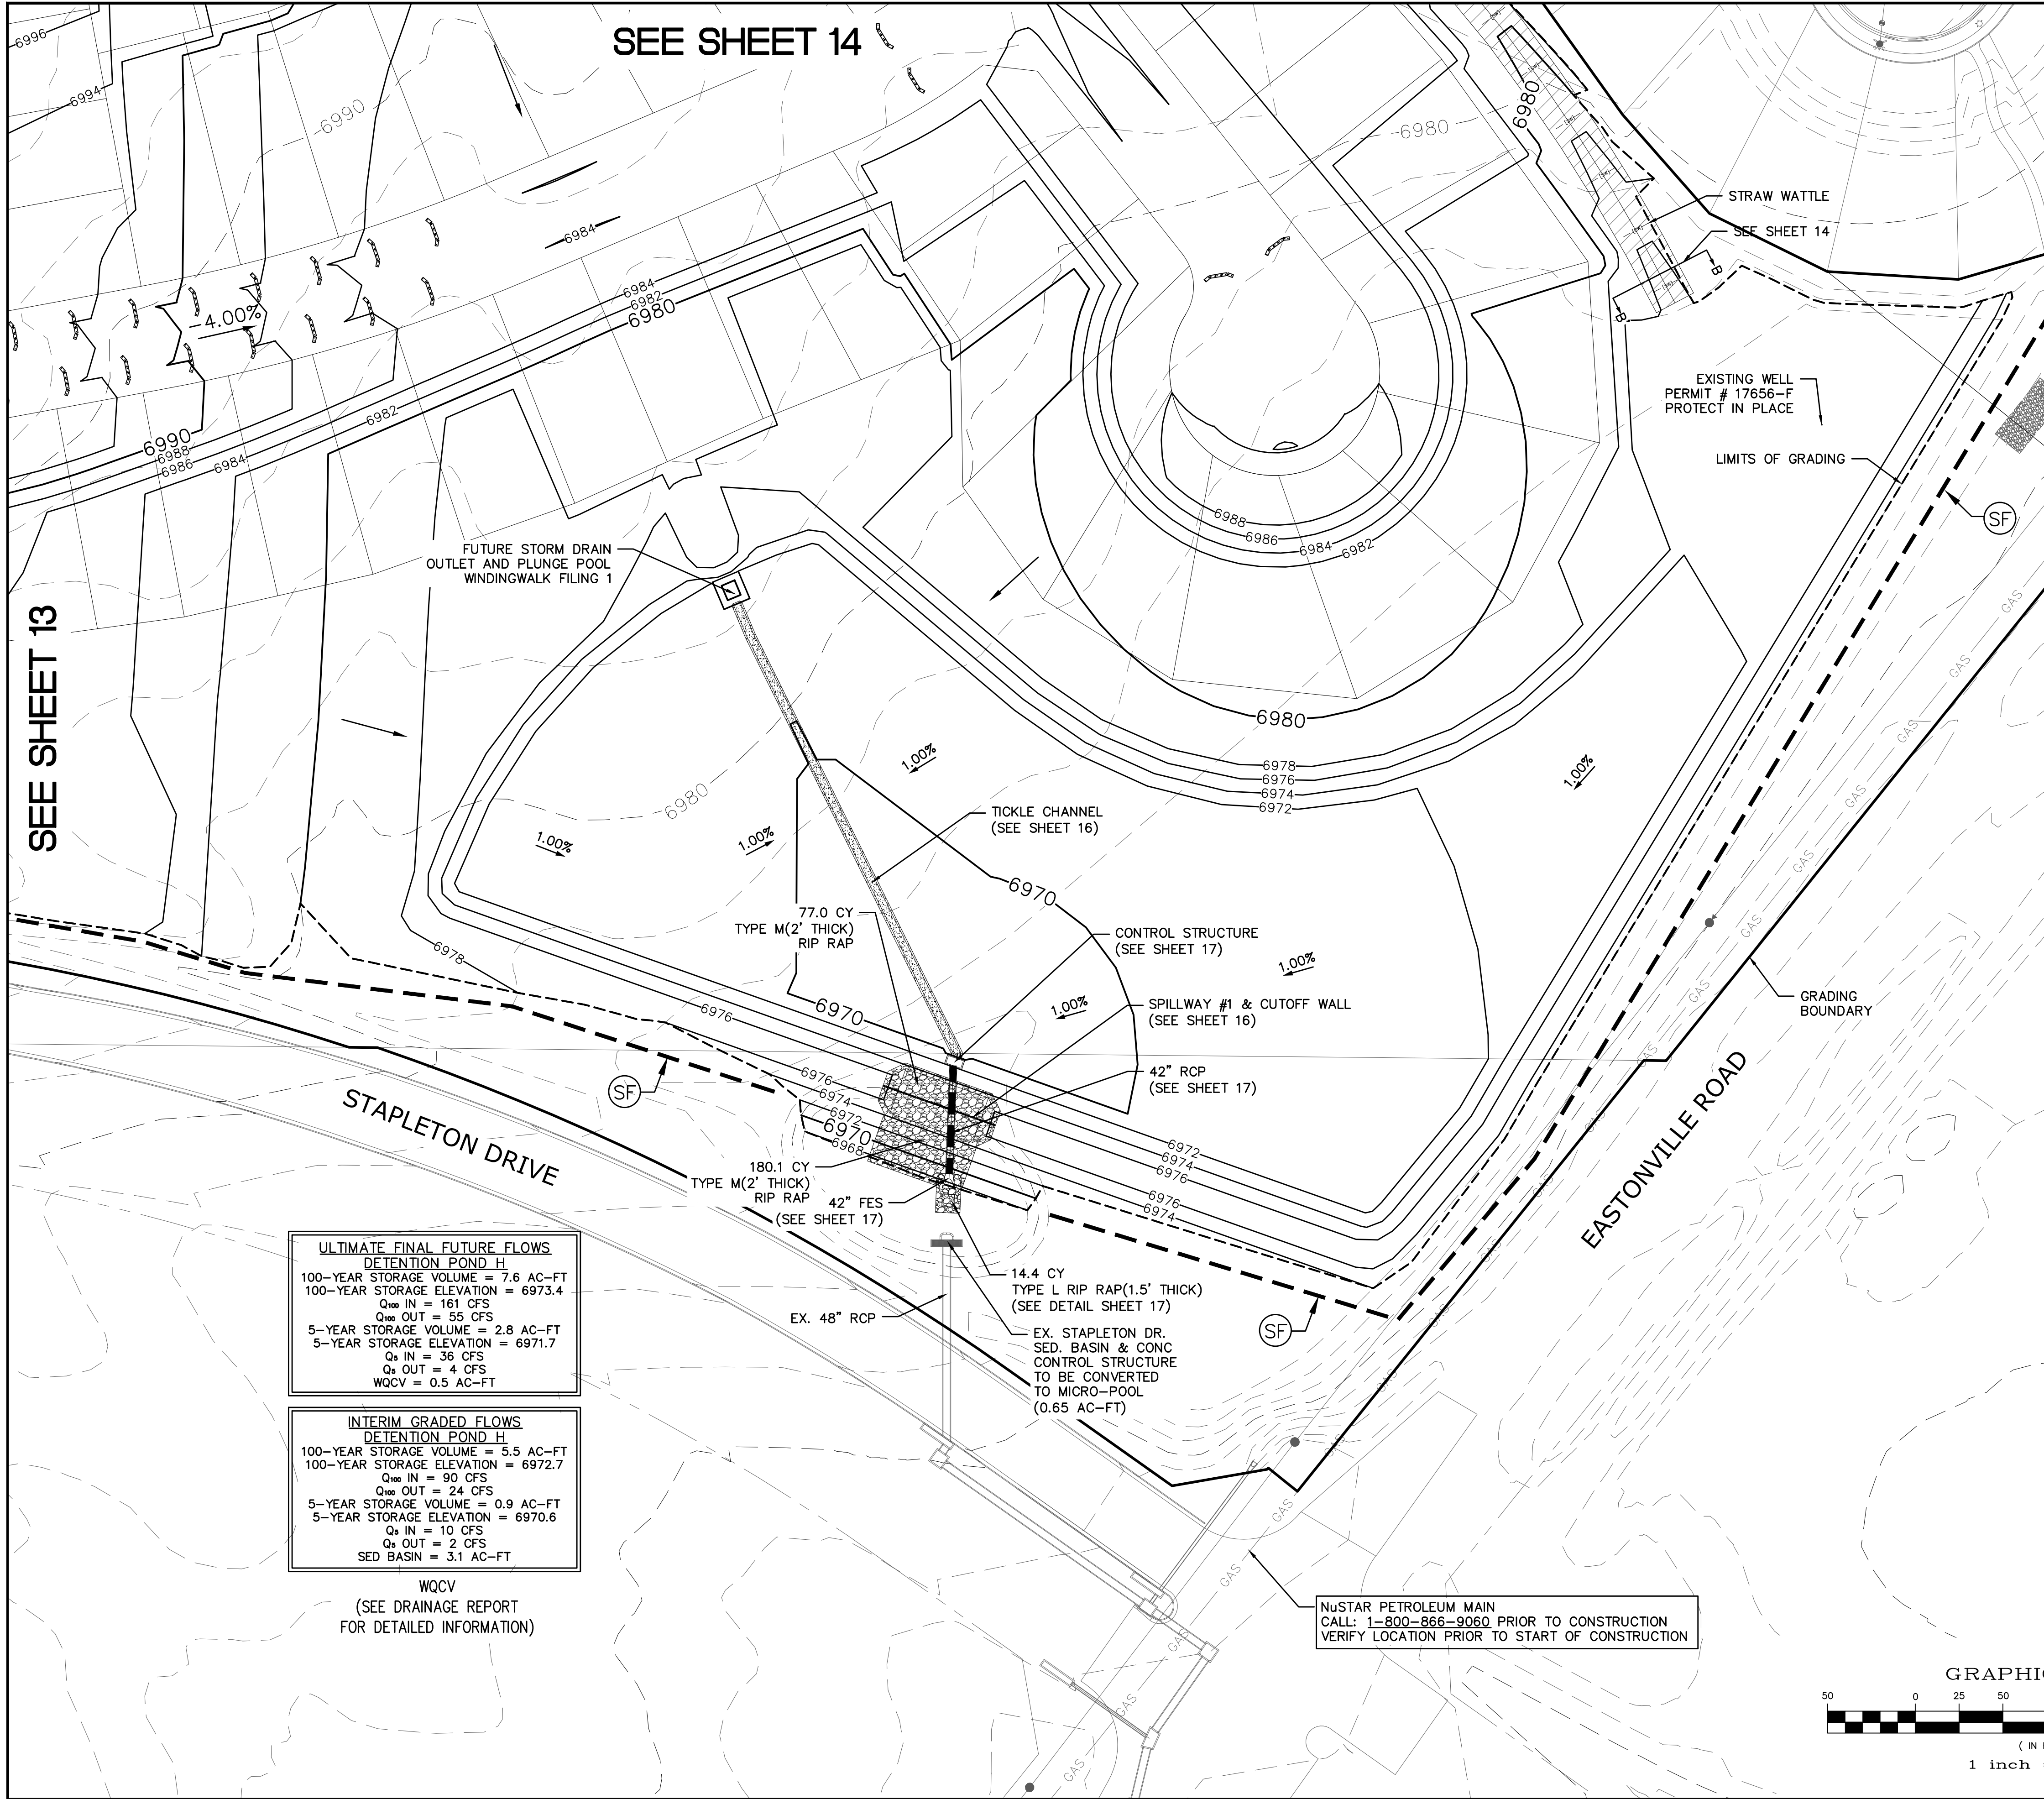 SEE SHEET 14
6996
6994
6990
6980
6980
STRAW WATTLE
SEE SHEET 14
B
B
6984
6984
6982
6980
-4.00%
EXISTING WELL
PERMIT # 17656-F
PROTECT IN PLACE
LIMITS OF GRADING
SF
6982
6990
6988
6986
6984
6988
6986
6984
6982
FUTURE STORM DRAIN
OUTLET AND PLUNGE POOL
WINDINGWALK FILING 1
SEE SHEET 13
GAS
GAS
GAS
GAS
GAS
GAS
GAS
GAS
6980
6978
6976
6974
6972
1.00%
1.00%
6980
1.00%
1.00%
TICKLE CHANNEL
(SEE SHEET 16)
6970
77.0 CY
TYPE M(2' THICK)
RIP RAP
CONTROL STRUCTURE
(SEE SHEET 17)
6978
1.00%
SPILLWAY #1 & CUTOFF WALL
(SEE SHEET 16)
1.00%
GRADING
BOUNDARY
6970
6976
42" RCP
(SEE SHEET 17)
SF
6976
6974
6972
6970
6968
STAPLETON DRIVE
EASTONVILLE ROAD
6972
6974
6976
6976
6974
180.1 CY
TYPE M(2' THICK)
RIP RAP
42" FES
(SEE SHEET 17)
14.4 CY
TYPE L RIP RAP(1.5' THICK)
(SEE DETAIL SHEET 17)
EX. 48" RCP
SF
EX. STAPLETON DR.
SED. BASIN & CONC
CONTROL STRUCTURE
TO BE CONVERTED
TO MICRO-POOL
(0.65 AC-FT)
ULTIMATE FINAL FUTURE FLOWS
DETENTION POND H
100-YEAR STORAGE VOLUME = 7.6 AC-FT
100-YEAR STORAGE ELEVATION = 6973.4
Q100 IN = 161 CFS
Q100 OUT = 55 CFS
5-YEAR STORAGE VOLUME = 2.8 AC-FT
5-YEAR STORAGE ELEVATION = 6971.7
Q5 IN = 36 CFS
Q5 OUT = 4 CFS
WQCV = 0.5 AC-FT
INTERIM GRADED FLOWS
DETENTION POND H
100-YEAR STORAGE VOLUME = 5.5 AC-FT
100-YEAR STORAGE ELEVATION = 6972.7
Q100 IN = 90 CFS
Q100 OUT = 24 CFS
5-YEAR STORAGE VOLUME = 0.9 AC-FT
5-YEAR STORAGE ELEVATION = 6970.6
Q5 IN = 10 CFS
Q5 OUT = 2 CFS
SED BASIN = 3.1 AC-FT
WQCV
(SEE DRAINAGE REPORT
FOR DETAILED INFORMATION)
GAS
GAS
GAS
GAS
GAS
NuSTAR PETROLEUM MAIN
CALL: 1-800-866-9060 PRIOR TO CONSTRUCTION
VERIFY LOCATION PRIOR TO START OF CONSTRUCTION
GRAPHIC
50 0 25 50
( IN
1 inch